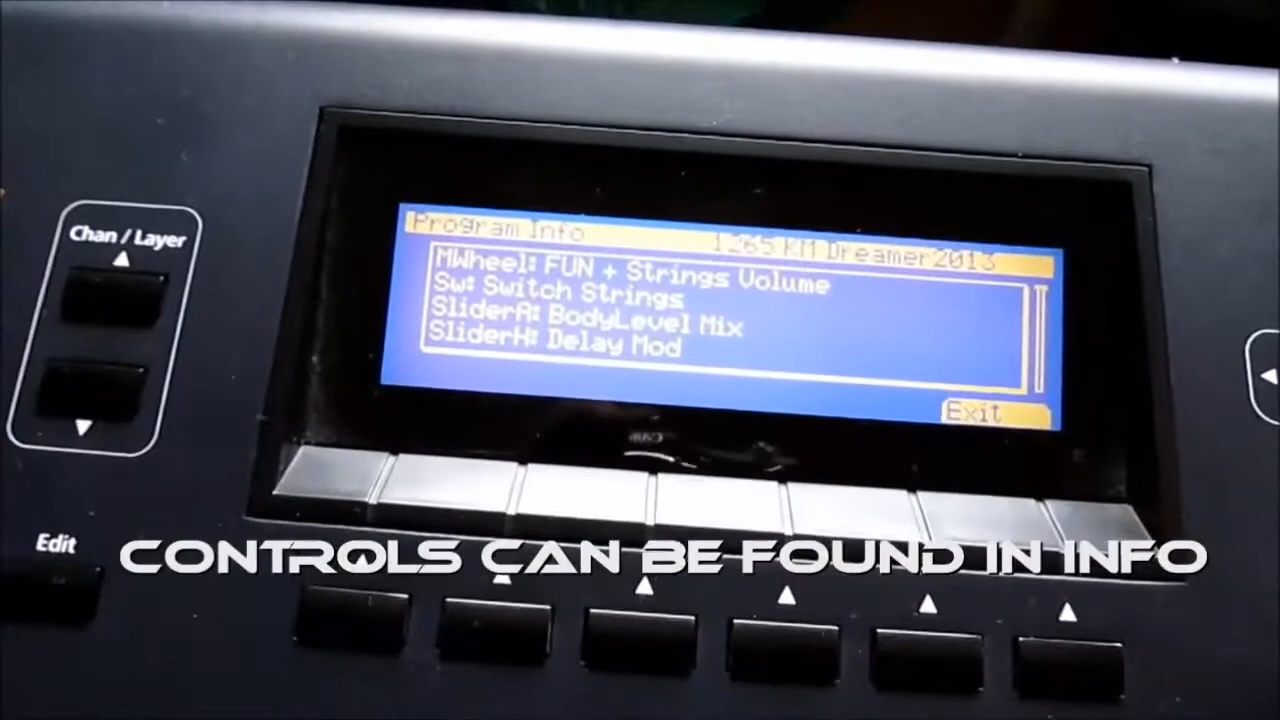 Chan / Layer
Program Info 1265 KM Dreamer2013
MWheel: FUN + Strings Volume
Sw: Switch Strings
SliderA: BodyLevel Mix
SliderH: Delay Mod
Exit
Edit
CONTROLS CAN BE FOUND IN INFO